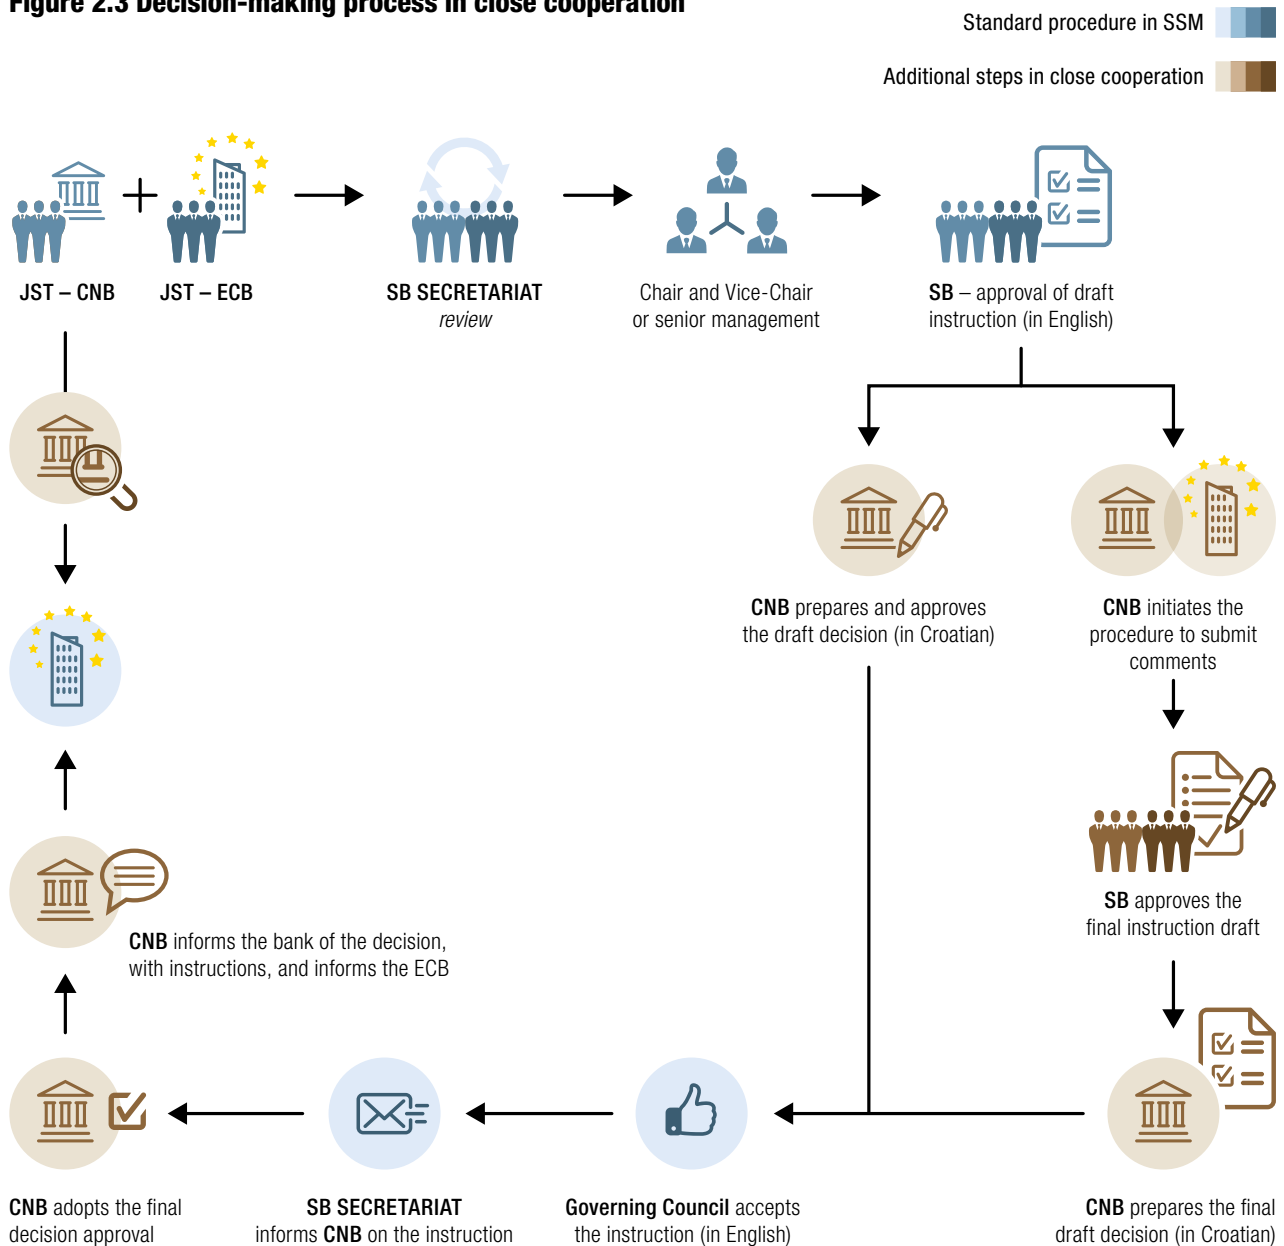 Figure 2.3 Decision-making process in close cooperation
Standard procedure in SSM
Additional steps in close cooperation
JST – CNB
JST – ECB
SB SECRETARIAT
review
Chair and Vice-Chair
or senior management
SB – approval of draft
instruction (in English)
CNB prepares and approves
the draft decision (in Croatian)
CNB initiates the
procedure to submit
comments
SB approves the
final instruction draft
CNB informs the bank of the decision,
with instructions, and informs the ECB
CNB adopts the final
decision approval
SB SECRETARIAT
informs CNB on the instruction
Governing Council accepts
the instruction (in English)
CNB prepares the final
draft decision (in Croatian)